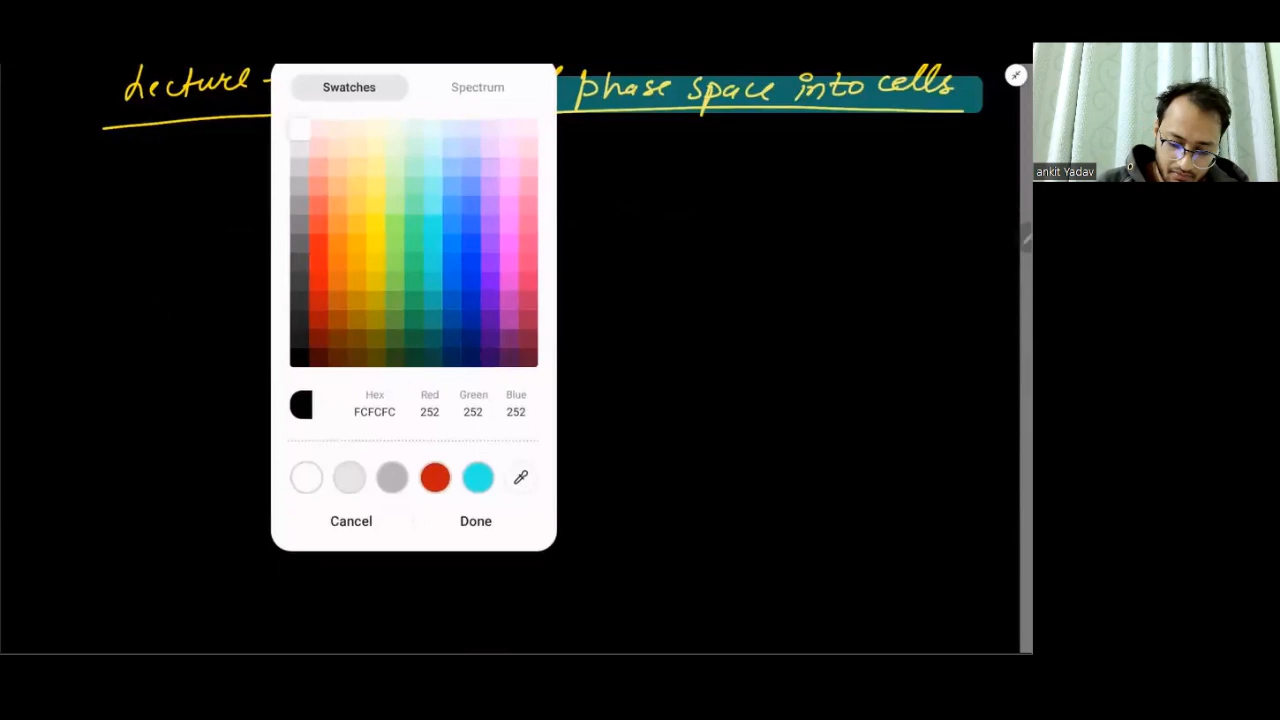 Lecture - phase space into cells
Swatches Spectrum
ankit Yadav
Hex Red Green Blue
FCFCFC 252 252 252
Cancel Done